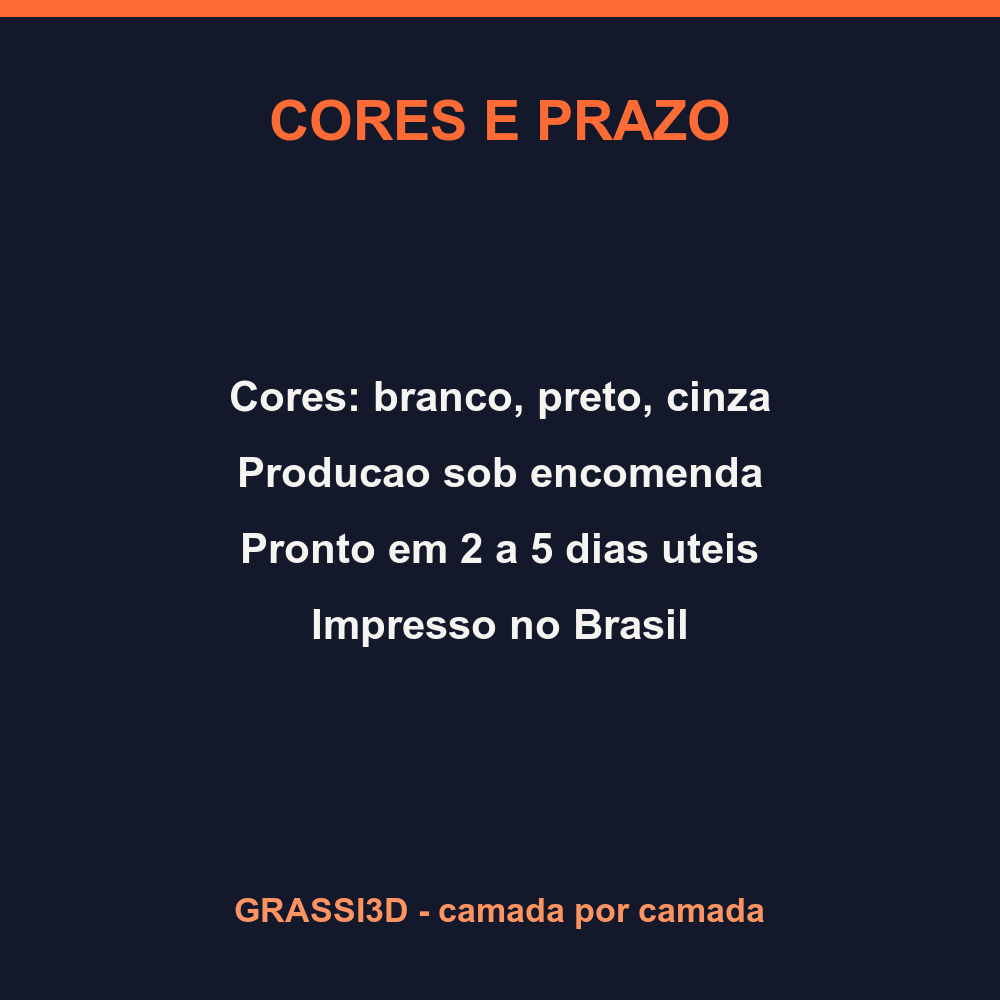 CORES E PRAZO
Cores: branco, preto, cinza
Producao sob encomenda
Pronto em 2 a 5 dias uteis
Impresso no Brasil
GRASSI3D - camada por camada